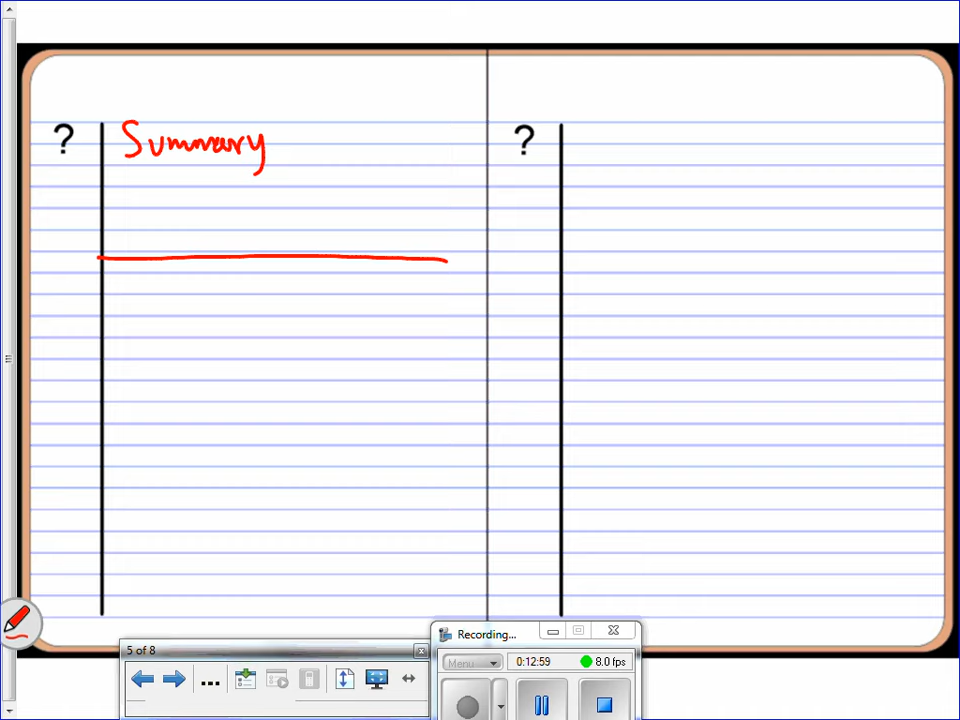 ? Summary
?
5 of 8
Recording...
Menu
0:12:59
8.0 fps